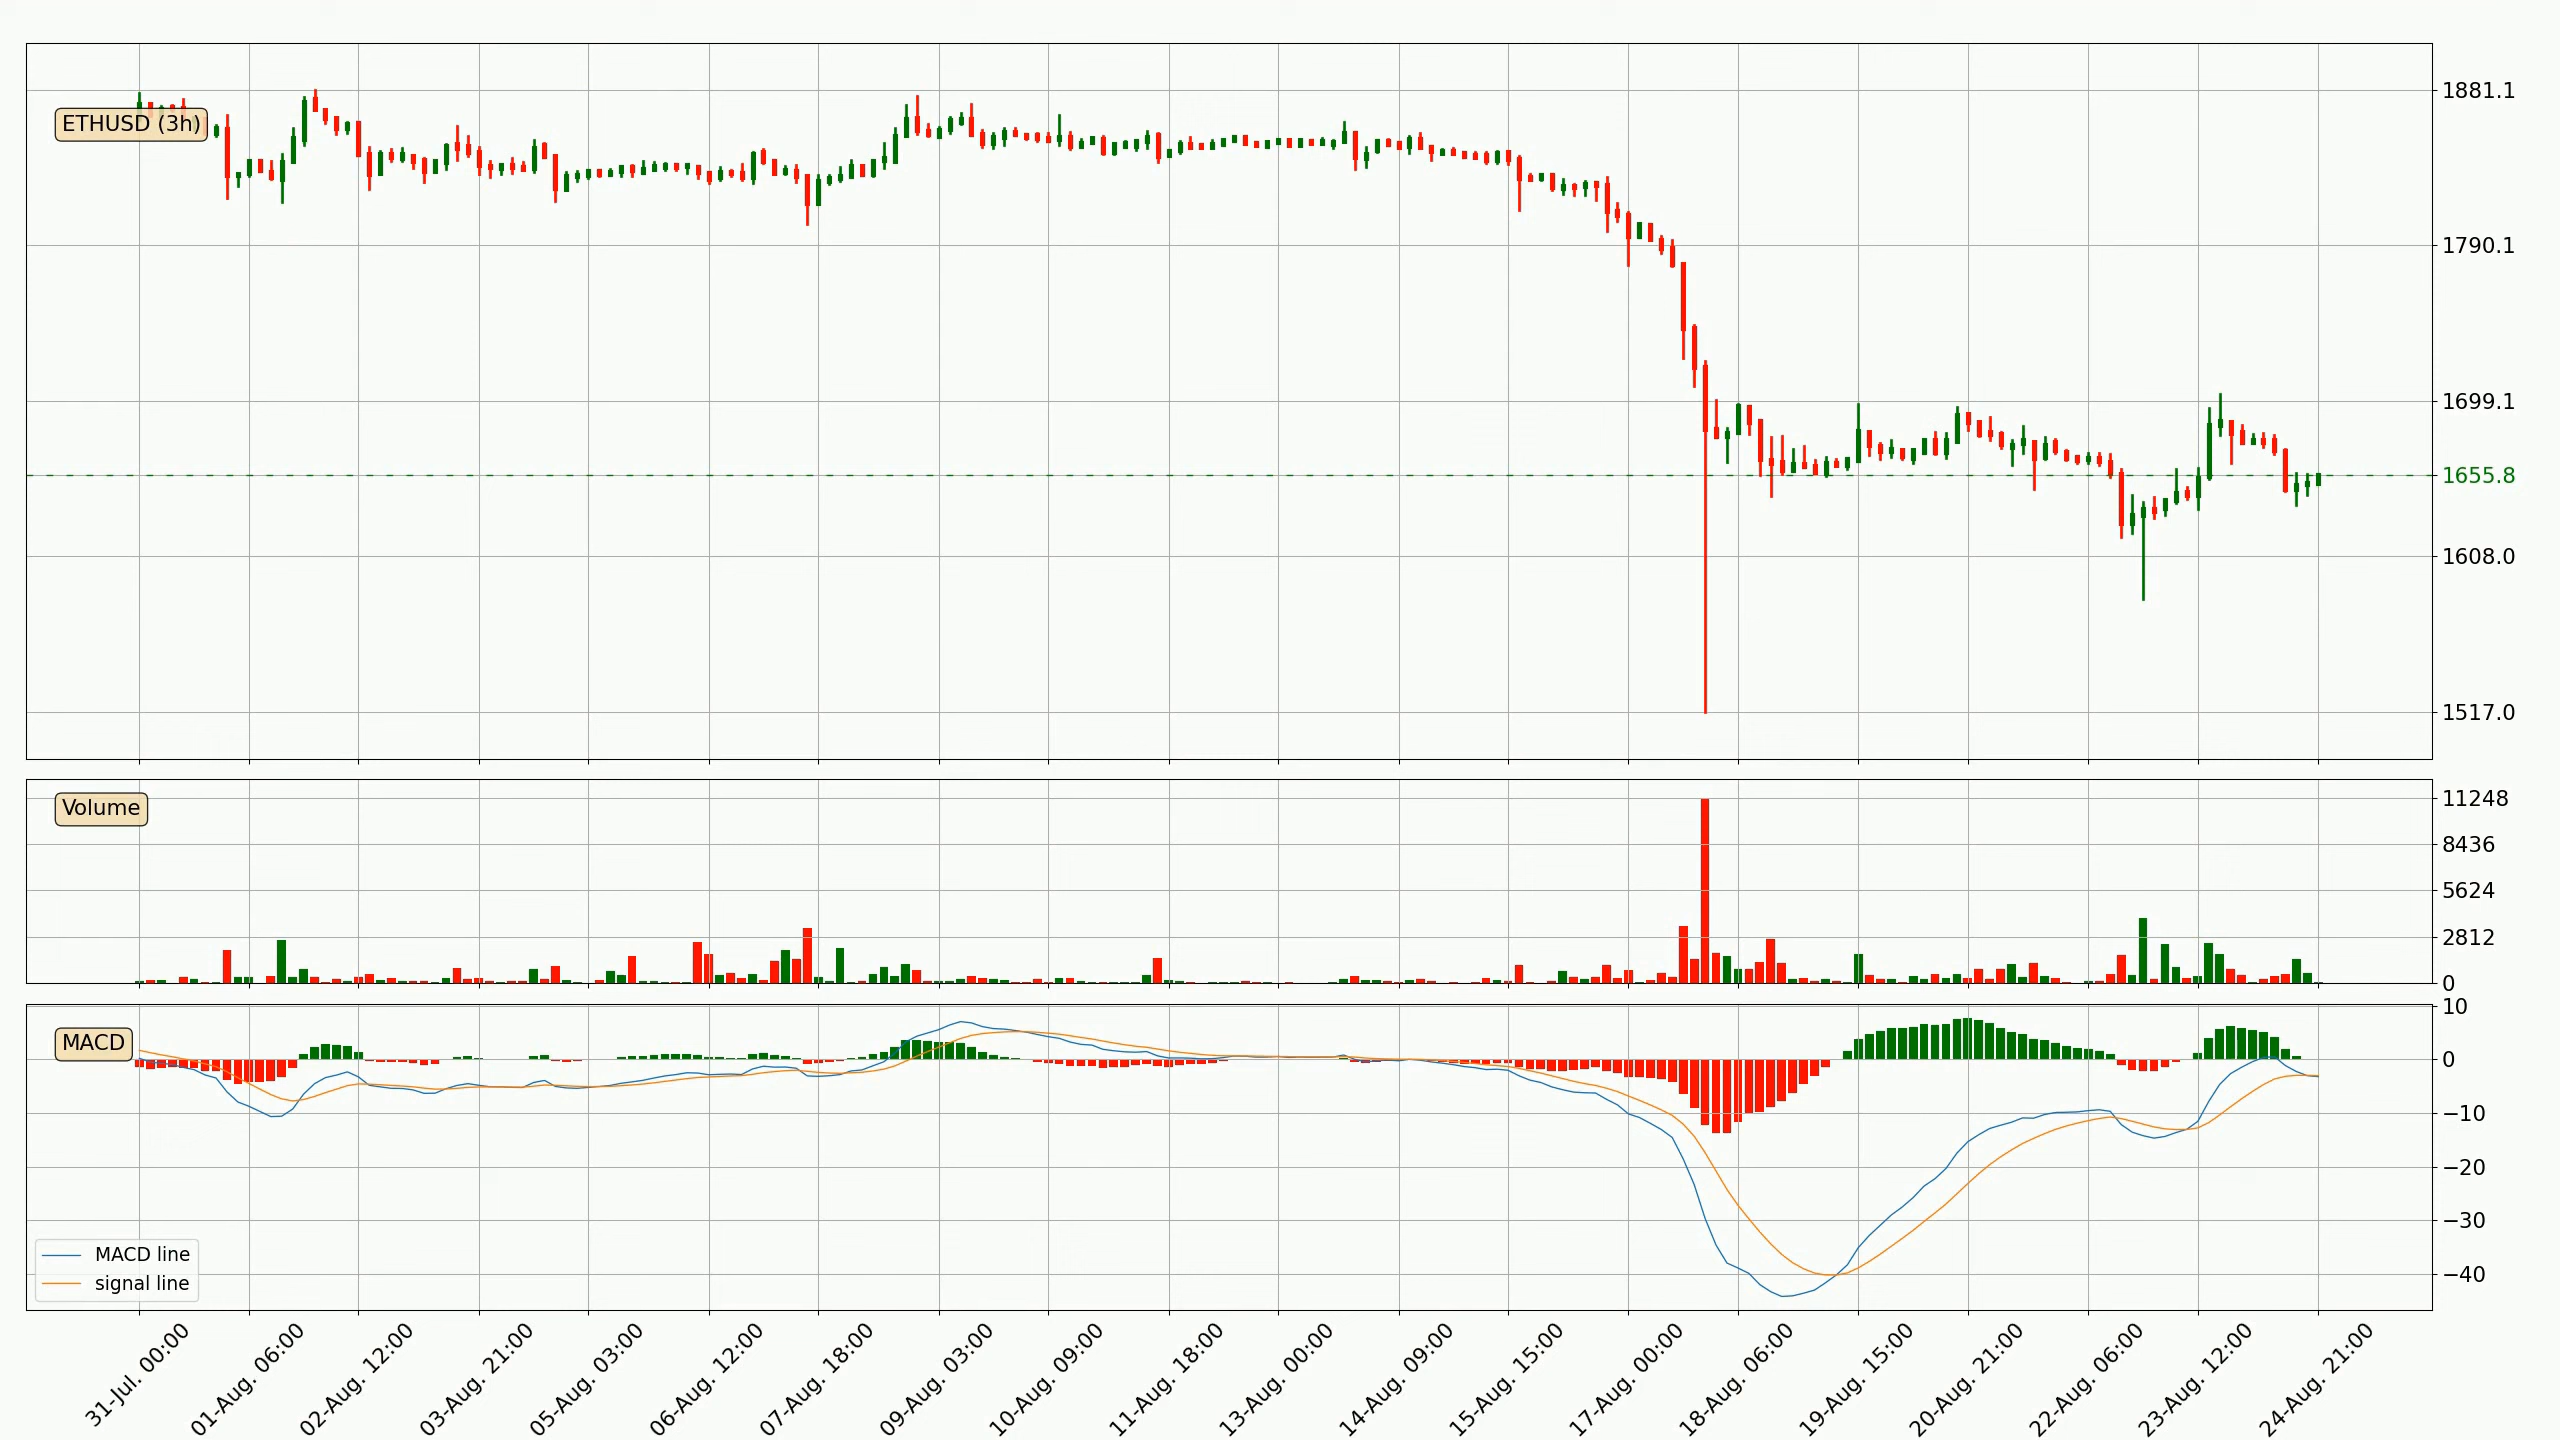 ETHUSD (3h)
1881.1
1790.1
1699.1
1655.8
1608.0
1517.0
Volume
11248
8436
5624
2812
0
MACD
10
0
−10
−20
−30
−40
MACD line
signal line
31-Jul. 00:00
01-Aug. 06:00
02-Aug. 12:00
03-Aug. 21:00
05-Aug. 03:00
06-Aug. 12:00
07-Aug. 18:00
09-Aug. 03:00
10-Aug. 09:00
11-Aug. 18:00
13-Aug. 00:00
14-Aug. 09:00
15-Aug. 15:00
17-Aug. 00:00
18-Aug. 06:00
19-Aug. 15:00
20-Aug. 21:00
22-Aug. 06:00
23-Aug. 12:00
24-Aug. 21:00